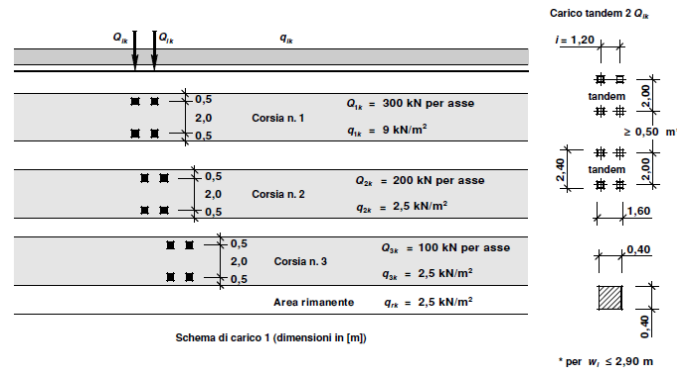 Carico tandem 2 Qlk
Qlk Qlk qlk
l = 1,20
0,5
2,0 Corsia n. 1
0,5
Q1k = 300 kN per asse
q1k = 9 kN/m²
tandem
2,00
≥ 0,50 m*
0,5
2,0 Corsia n. 2
0,5
Q2k = 200 kN per asse
q2k = 2,5 kN/m²
2,40
tandem
2,00
1,60
0,5
2,0 Corsia n. 3
0,5
Q3k = 100 kN per asse
q3k = 2,5 kN/m²
0,40
0,40
Area rimanente qrk = 2,5 kN/m²
Schema di carico 1 (dimensioni in [m])
* per wl ≤ 2,90 m